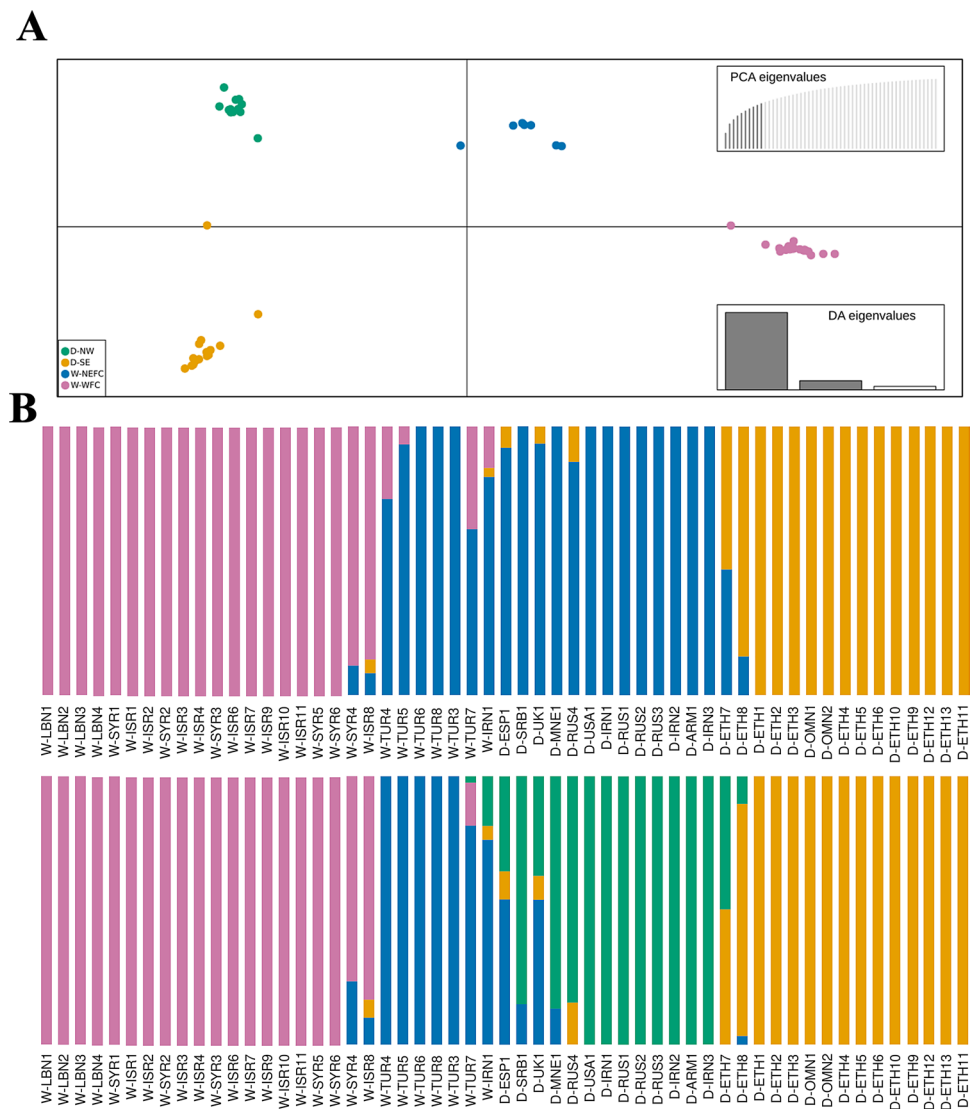 A
PCA eigenvalues
DA eigenvalues
D-NW
D-SE
W-NEFC
W-WFC
B
W-LBN1
W-LBN2
W-LBN3
W-LBN4
W-SYR1
W-ISR1
W-ISR2
W-SYR2
W-ISR3
W-ISR4
W-SYR3
W-ISR6
W-ISR7
W-ISR9
W-ISR10
W-ISR11
W-SYR5
W-SYR6
W-SYR4
W-ISR8
W-TUR4
W-TUR5
W-TUR6
W-TUR8
W-TUR3
W-TUR7
W-IRN1
D-ESP1
D-SRB1
D-UK1
D-MNE1
D-RUS4
D-USA1
D-IRN1
D-RUS1
D-RUS2
D-RUS3
D-IRN2
D-ARM1
D-IRN3
D-ETH7
D-ETH8
D-ETH1
D-ETH2
D-ETH3
D-OMN1
D-OMN2
D-ETH4
D-ETH5
D-ETH6
D-ETH10
D-ETH9
D-ETH12
D-ETH13
D-ETH11
W-LBN1
W-LBN2
W-LBN3
W-LBN4
W-SYR1
W-ISR1
W-ISR2
W-SYR2
W-ISR3
W-ISR4
W-SYR3
W-ISR6
W-ISR7
W-ISR9
W-ISR10
W-ISR11
W-SYR5
W-SYR6
W-SYR4
W-ISR8
W-TUR4
W-TUR5
W-TUR6
W-TUR8
W-TUR3
W-TUR7
W-IRN1
D-ESP1
D-SRB1
D-UK1
D-MNE1
D-RUS4
D-USA1
D-IRN1
D-RUS1
D-RUS2
D-RUS3
D-IRN2
D-ARM1
D-IRN3
D-ETH7
D-ETH8
D-ETH1
D-ETH2
D-ETH3
D-OMN1
D-OMN2
D-ETH4
D-ETH5
D-ETH6
D-ETH10
D-ETH9
D-ETH12
D-ETH13
D-ETH11